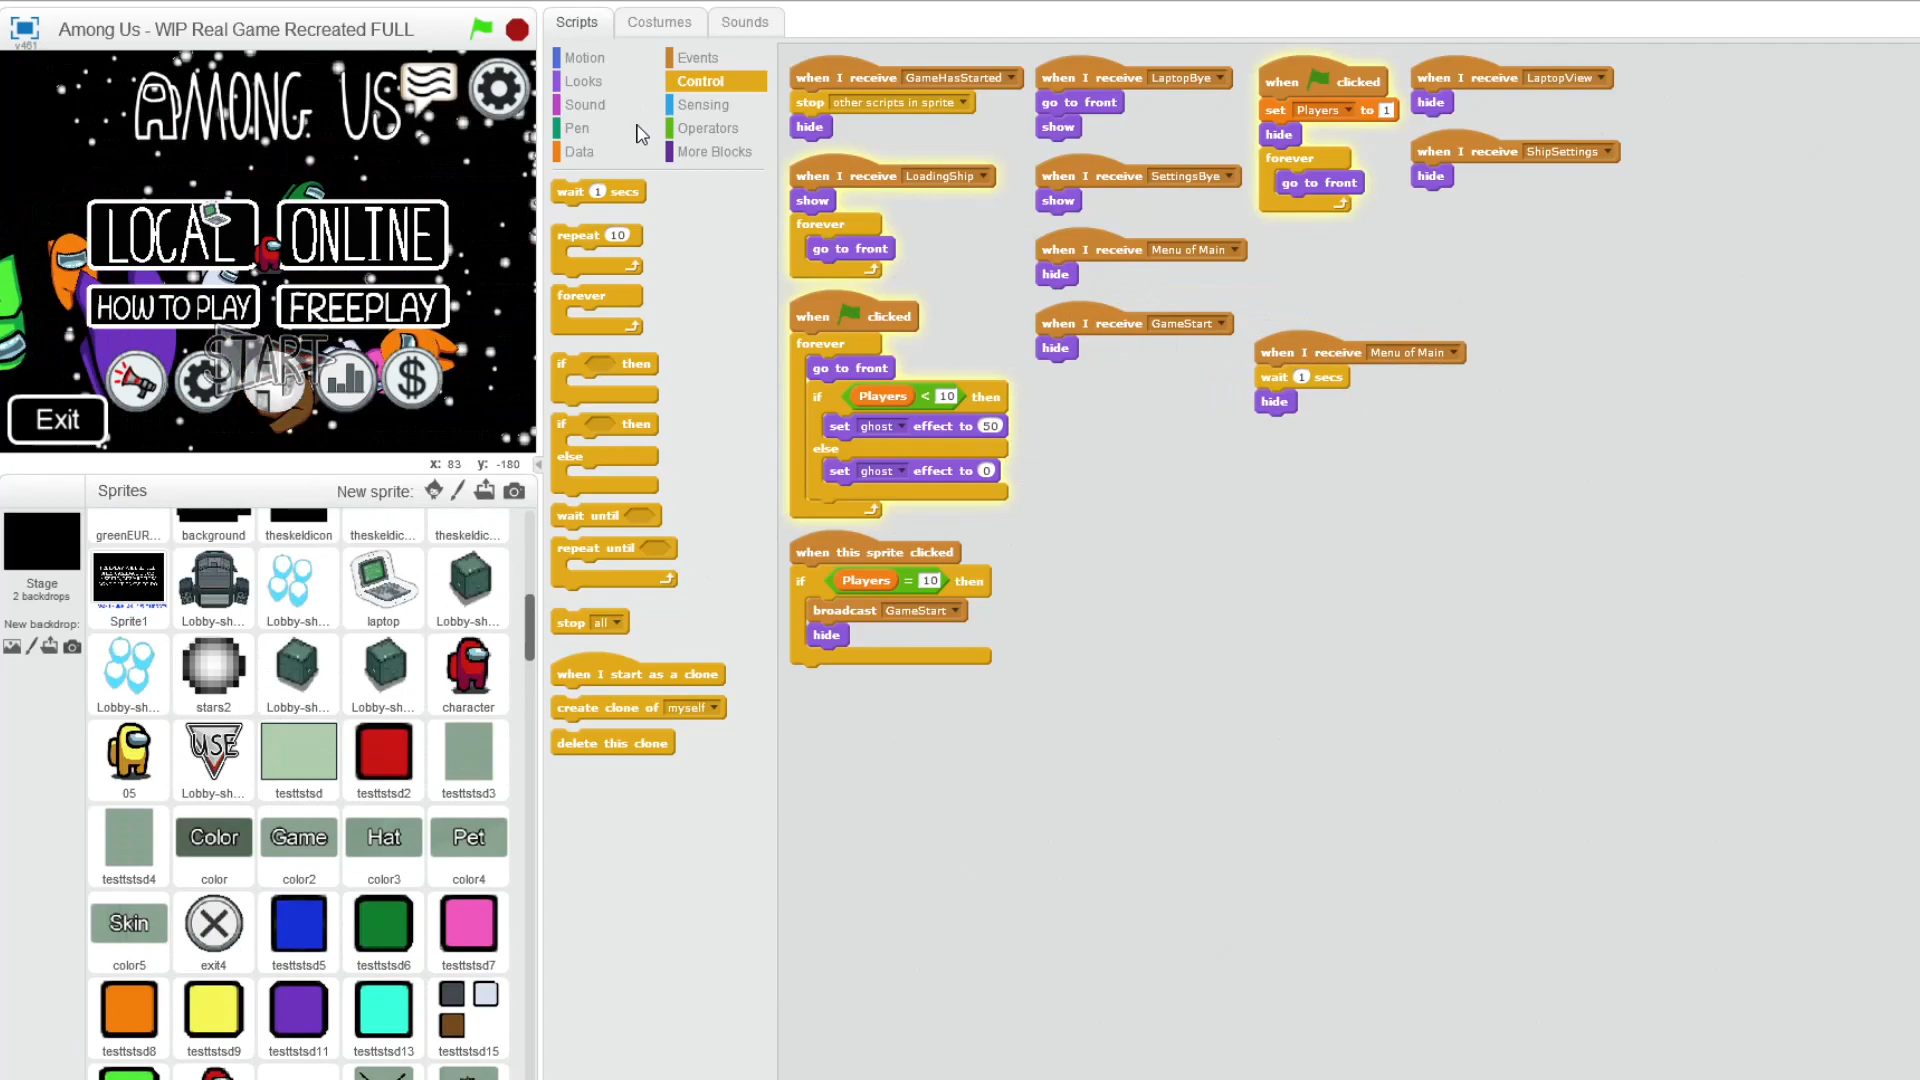 Among Us - WIP Real Game Recreated FULL
v461
AMONG US
LOCAL
ONLINE
HOW TO PLAY
FREEPLAY
START
$
Exit
x: 83 y: -180
Sprites
New sprite:
Stage
2 backdrops
New backdrop:
greenEUR...
background
theskeldicon
theskeldic...
theskeldic...
Sprite1
Lobby-sh...
Lobby-sh...
laptop
Lobby-sh...
Lobby-sh...
stars2
Lobby-sh...
Lobby-sh...
character
USE
05
Lobby-sh...
testtstsd
testtstsd2
testtstsd3
Color
Game
Hat
Pet
testtstsd4
color
color2
color3
color4
Skin
color5
exit4
testtstsd5
testtstsd6
testtstsd7
testtstsd8
testtstsd9
testtstsd11
testtstsd13
testtstsd15
Scripts
Costumes
Sounds
Motion
Looks
Sound
Pen
Data
Events
Control
Sensing
Operators
More Blocks
wait 1 secs
repeat 10
forever
if then
if then
else
wait until
repeat until
stop all
when I start as a clone
create clone of myself
delete this clone
when I receive GameHasStarted
stop other scripts in sprite
hide
when I receive LoadingShip
show
forever
go to front
when clicked
forever
go to front
if Players < 10 then
set ghost effect to 50
else
set ghost effect to 0
when this sprite clicked
if Players = 10 then
broadcast GameStart
hide
when I receive LaptopBye
go to front
show
when I receive SettingsBye
show
when I receive Menu of Main
hide
when I receive GameStart
hide
when clicked
set Players to 1
hide
forever
go to front
when I receive Menu of Main
wait 1 secs
hide
when I receive LaptopView
hide
when I receive ShipSettings
hide